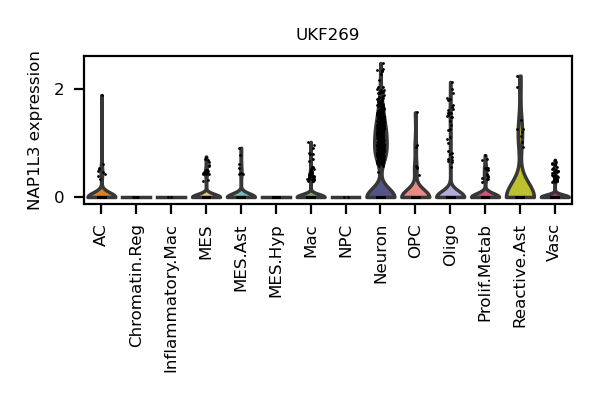 UKF269
NAP1L3 expression
2
0
AC
Chromatin.Reg
Inflammatory.Mac
MES
MES.Ast
MES.Hyp
Mac
NPC
Neuron
OPC
Oligo
Prolif.Metab
Reactive.Ast
Vasc